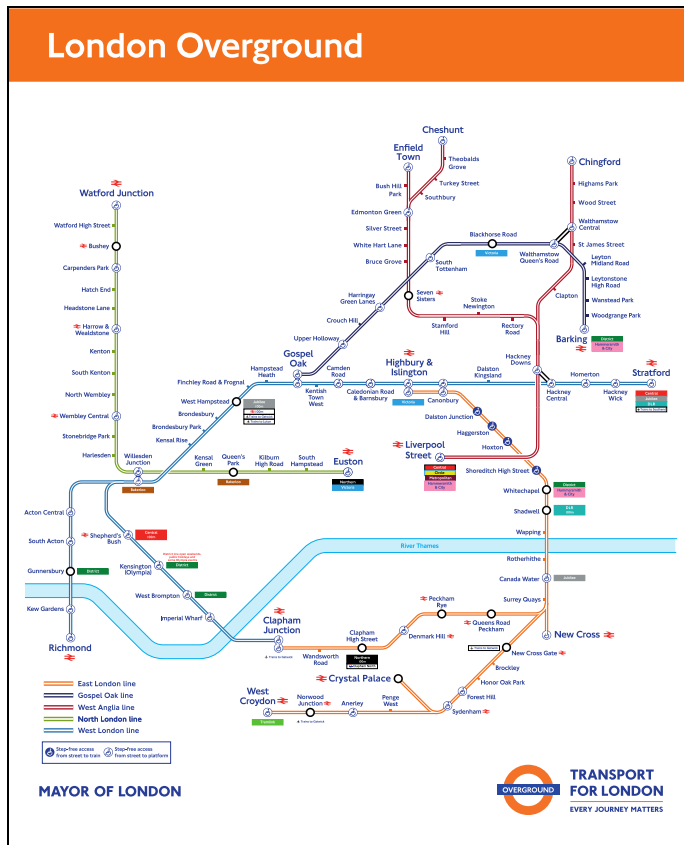 London Overground
Cheshunt
Enfield
Town
Theobalds
Grove
Chingford
Bush Hill
Park
Turkey Street
Southbury
Highams Park
Watford Junction
Edmonton Green
Wood Street
Watford High Street
Silver Street
Blackhorse Road
Walthamstow
Central
Bushey
White Hart Lane
Victoria
Walthamstow
Queen's Road
St James Street
Carpenders Park
Bruce Grove
South
Tottenham
Leyton
Midland Road
Hatch End
Harringay
Green Lanes
Seven
Sisters
Stoke
Newington
Clapton
Leytonstone
High Road
Headstone Lane
Crouch Hill
Wanstead Park
Harrow &
Wealdstone
Stamford
Hill
Rectory
Road
Woodgrange Park
Upper Holloway
Barking
District
Hammersmith
& City
Kenton
Gospel
Oak
Highbury &
Islington
Hackney
Downs
South Kenton
Hampstead
Heath
Camden
Road
Dalston
Kingsland
Homerton
Stratford
Finchley Road & Frognal
Kentish
Town
West
Caledonian Road
& Barnsbury
Victoria
Canonbury
Hackney
Central
Hackney
Wick
Central
Jubilee
DLR
North Wembley
West Hampstead
Jubilee
Wembley Central
Brondesbury
Dalston Junction
Stonebridge Park
Brondesbury Park
Haggerston
Kensal Rise
Hoxton
Harlesden
Liverpool
Street
Central
Circle
Metropolitan
Hammersmith
& City
Willesden
Junction
Bakerloo
Kensal
Green
Queen's
Park
Bakerloo
Kilburn
High Road
South
Hampstead
Euston
Northern
Victoria
Shoreditch High Street
Whitechapel
District
Hammersmith
& City
Acton Central
Shadwell
DLR
Shepherd's
Bush
Central
Wapping
South Acton
River Thames
Kensington
(Olympia)
District
Rotherhithe
Gunnersbury
District
Canada Water
Jubilee
West Brompton
Kew Gardens
Imperial Wharf
Surrey Quays
Richmond
Clapham
Junction
Clapham
High Street
Northern
Peckham
Rye
Denmark Hill
Queens Road
Peckham
New Cross
Wandsworth
Road
New Cross Gate
Crystal Palace
Brockley
Honor Oak Park
West
Croydon
Tramlink
Norwood
Junction
Anerley
Penge
West
Forest Hill
Sydenham
East London line
Gospel Oak line
West Anglia line
North London line
West London line
Step-free access
from street to train
Step-free access
from street to platform
MAYOR OF LONDON
OVERGROUND
TRANSPORT
FOR LONDON
EVERY JOURNEY MATTERS